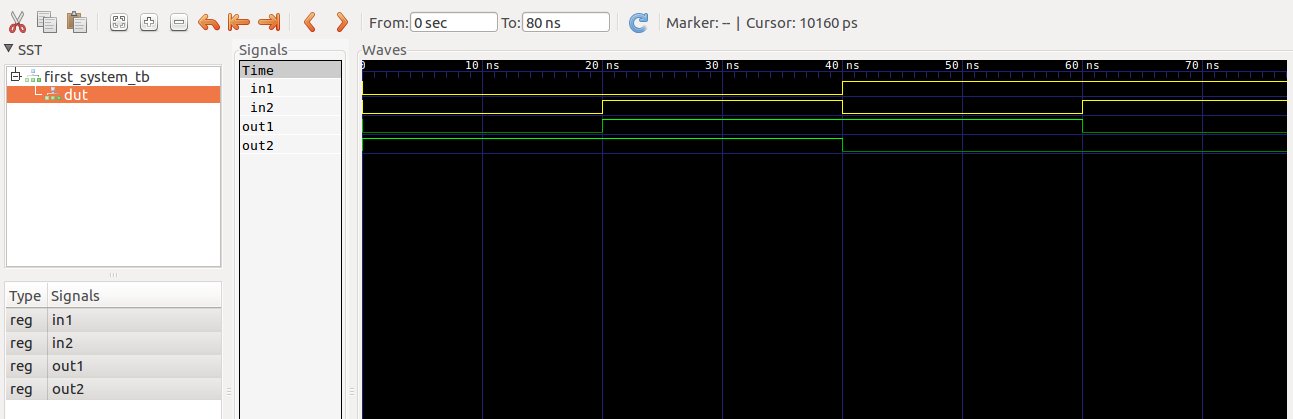 From: 0 sec To: 80 ns Marker: -- | Cursor: 10160 ps
SST
first_system_tb
dut
Type Signals
reg in1
reg in2
reg out1
reg out2
Signals
Time
in1
in2
out1
out2
Waves
0 10 ns 20 ns 30 ns 40 ns 50 ns 60 ns 70 ns